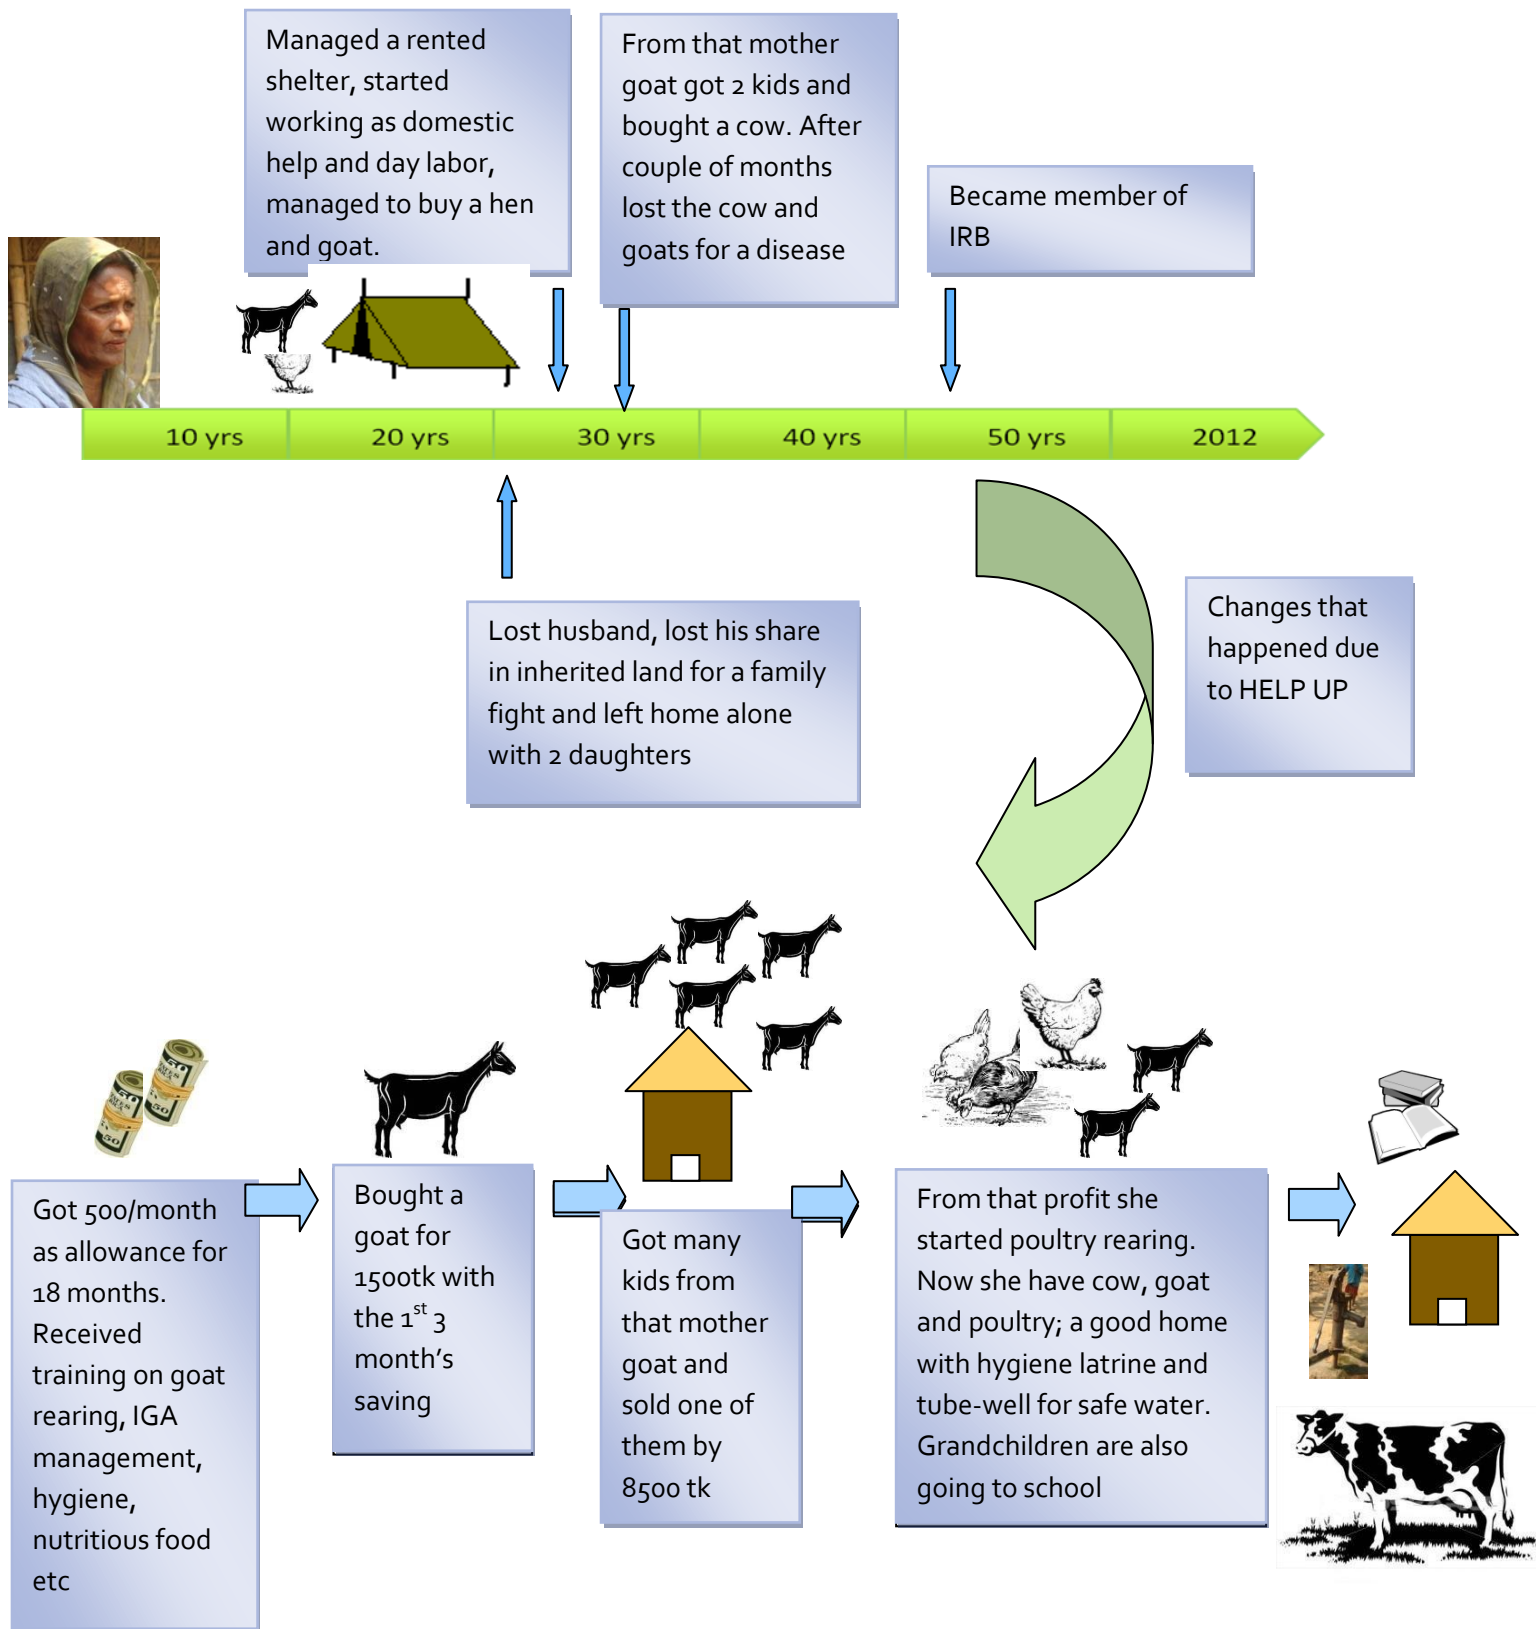 Managed a rented
shelter, started
working as domestic
help and day labor,
managed to buy a hen
and goat.
From that mother
goat got 2 kids and
bought a cow. After
couple of months
lost the cow and
goats for a disease
Became member of
IRB
10 yrs
20 yrs
30 yrs
40 yrs
50 yrs
2012
Lost husband, lost his share
in inherited land for a family
fight and left home alone
with 2 daughters
Changes that
happened due
to HELP UP
Got 500/month
as allowance for
18 months.
Received
training on goat
rearing, IGA
management,
hygiene,
nutritious food
etc
Bought a
goat for
1500tk with
the 1st 3
month's
saving
Got many
kids from
that mother
goat and
sold one of
them by
8500 tk
From that profit she
started poultry rearing.
Now she have cow, goat
and poultry; a good home
with hygiene latrine and
tube-well for safe water.
Grandchildren are also
going to school